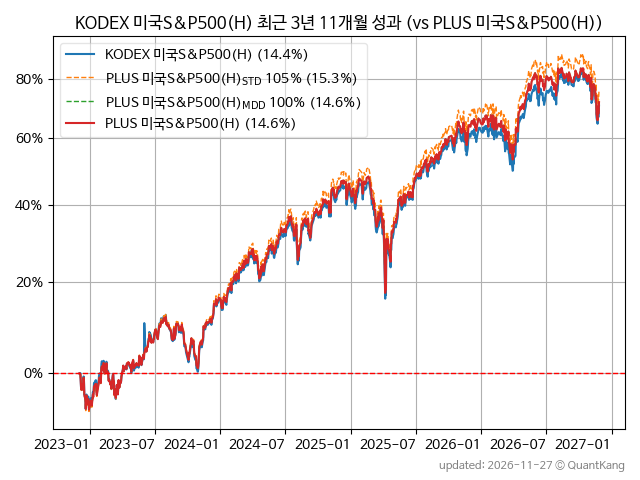 KODEX 미국S&P500(H) 최근 3년 11개월 성과 (vs PLUS 미국S&P500(H))
KODEX 미국S&P500(H) (14.4%)
PLUS 미국S&P500(H)STD 105% (15.3%)
PLUS 미국S&P500(H)MDD 100% (14.6%)
PLUS 미국S&P500(H) (14.6%)
80%
60%
40%
20%
0%
2023-01 2023-07 2024-01 2024-07 2025-01 2025-07 2026-01 2026-07 2027-01
updated: 2026-11-27 © QuantKang